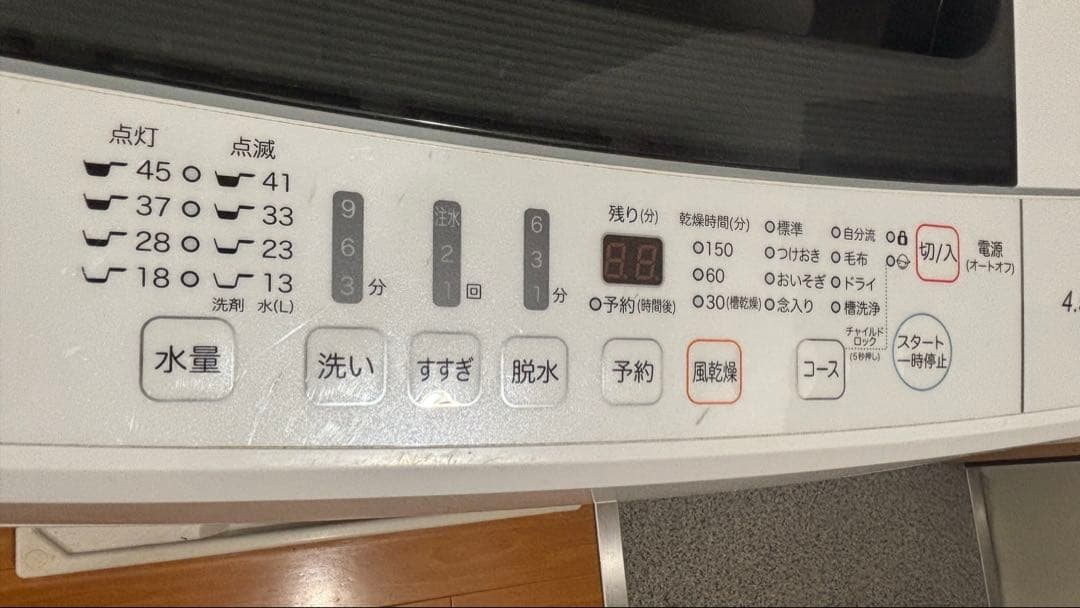 点灯 点滅
45 41
37 33
28 23
18 13
洗剤 水(L)
水量
9
6
3 分
洗い
注水
2
1 回
すすぎ
6
3
1 分
脱水
残り(分)
88
予約(時間後)
予約
乾燥時間(分)
150
60
30(槽乾燥)
風乾燥
標準
つけおき
おいそぎ
念入り
自分流
毛布
ドライ
槽洗浄
チャイルド
ロック
(5秒押し)
コース
切/入
電源
(オートオフ)
スタート
一時停止
4.